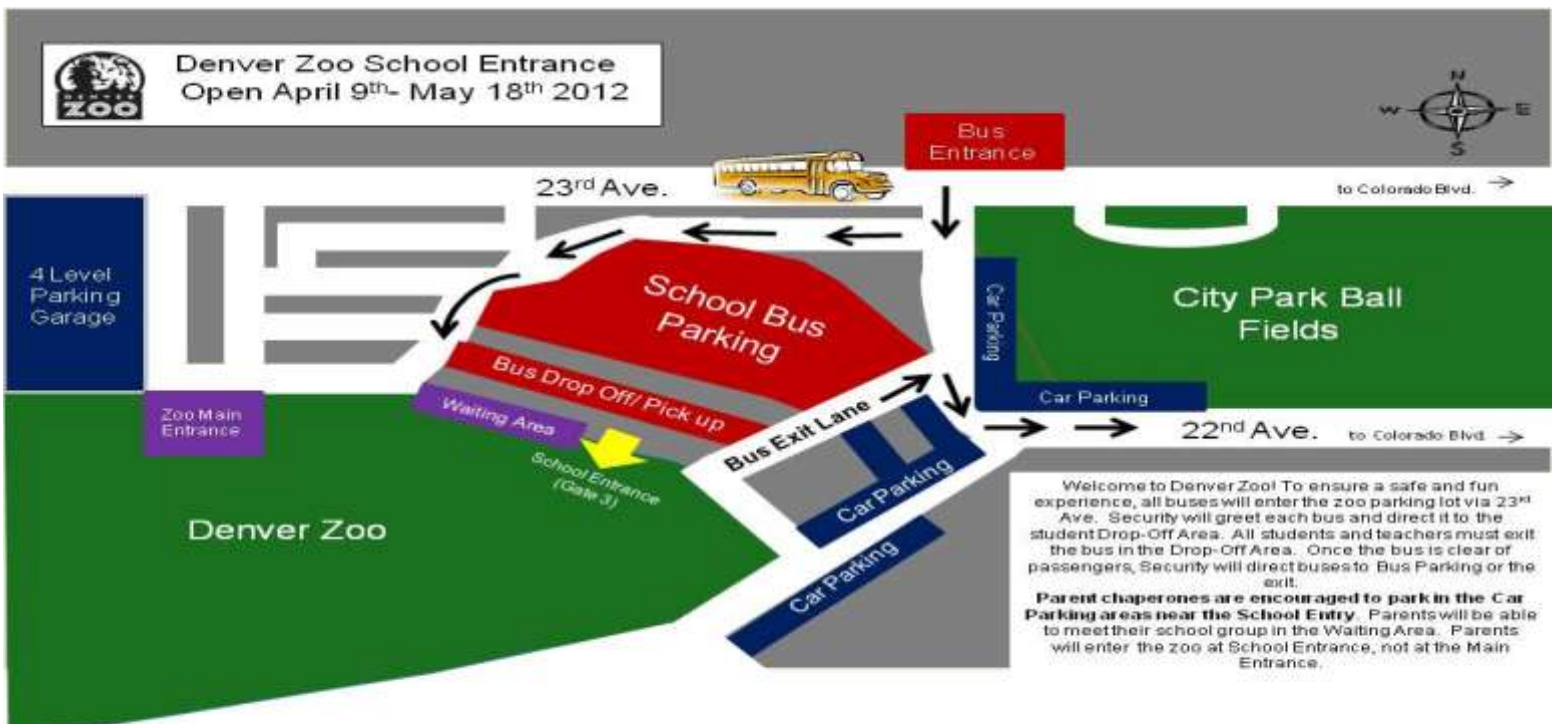 Denver Zoo School Entrance
Open April 9th- May 18th 2012
ZOO
N
W
E
S
Bus
Entrance
23rd Ave.
to Colorado Blvd.
4 Level
Parking
Garage
School Bus
Parking
Car Parking
City Park Ball
Fields
Bus Drop Off/ Pick up
Car Parking
Zoo Main
Entrance
Waiting Area
Bus Exit Lane
22nd Ave.
to Colorado Blvd.
School Entrance
(Gate 3)
Car Parking
Denver Zoo
Car Parking
Welcome to Denver Zoo! To ensure a safe and fun
experience, all buses will enter the zoo parking lot via 23rd
Ave. Security will greet each bus and direct it to the
student Drop-Off Area. All students and teachers must exit
the bus in the Drop-Off Area. Once the bus is clear of
passengers, Security will direct buses to Bus Parking or the
exit.
Parent chaperones are encouraged to park in the Car
Parking areas near the School Entry. Parents will be able
to meet their school group in the Waiting Area. Parents
will enter the zoo at School Entrance, not at the Main
Entrance.